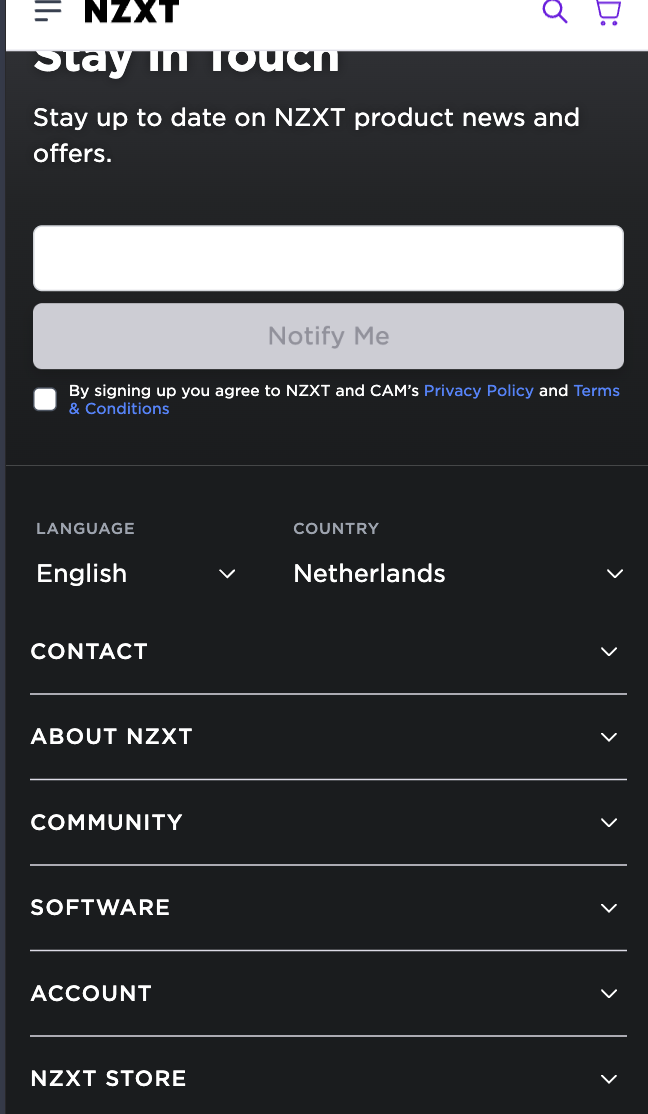 NZXT
Stay in Touch
Stay up to date on NZXT product news and
offers.
Notify Me
By signing up you agree to NZXT and CAM's Privacy Policy and Terms
& Conditions
LANGUAGE COUNTRY
English Netherlands
CONTACT
ABOUT NZXT
COMMUNITY
SOFTWARE
ACCOUNT
NZXT STORE